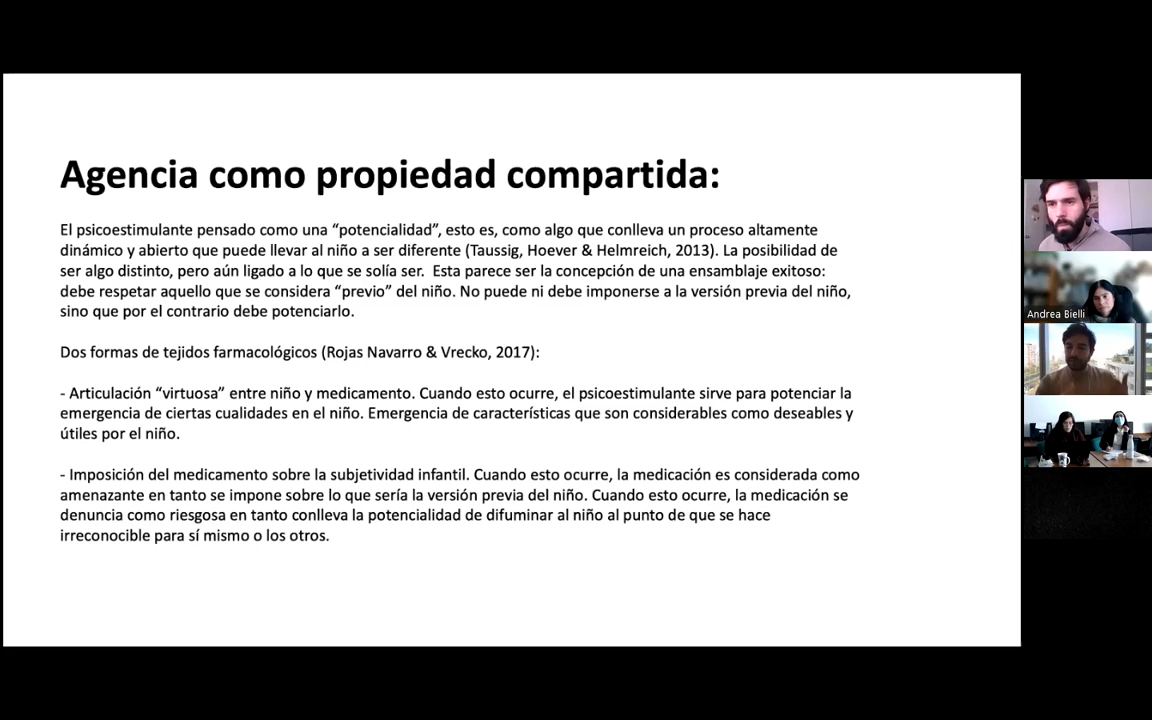 Agencia como propiedad compartida:
El psicoestimulante pensado como una “potencialidad”, esto es, como algo que conlleva un proceso altamente
dinámico y abierto que puede llevar al niño a ser diferente (Taussig, Hoever & Helmreich, 2013). La posibilidad de
ser algo distinto, pero aún ligado a lo que se solía ser.  Esta parece ser la concepción de una ensamblaje exitoso:
debe respetar aquello que se considera “previo” del niño. No puede ni debe imponerse a la versión previa del niño,
sino que por el contrario debe potenciarlo.
Dos formas de tejidos farmacológicos (Rojas Navarro & Vrecko, 2017):
- Articulación “virtuosa” entre niño y medicamento. Cuando esto ocurre, el psicoestimulante sirve para potenciar la
emergencia de ciertas cualidades en el niño. Emergencia de características que son considerables como deseables y
útiles por el niño.
- Imposición del medicamento sobre la subjetividad infantil. Cuando esto ocurre, la medicación es considerada como
amenazante en tanto se impone sobre lo que sería la versión previa del niño. Cuando esto ocurre, la medicación se
denuncia como riesgosa en tanto conlleva la potencialidad de difuminar al niño al punto de que se hace
irreconocible para sí mismo o los otros.
Andrea Bielli